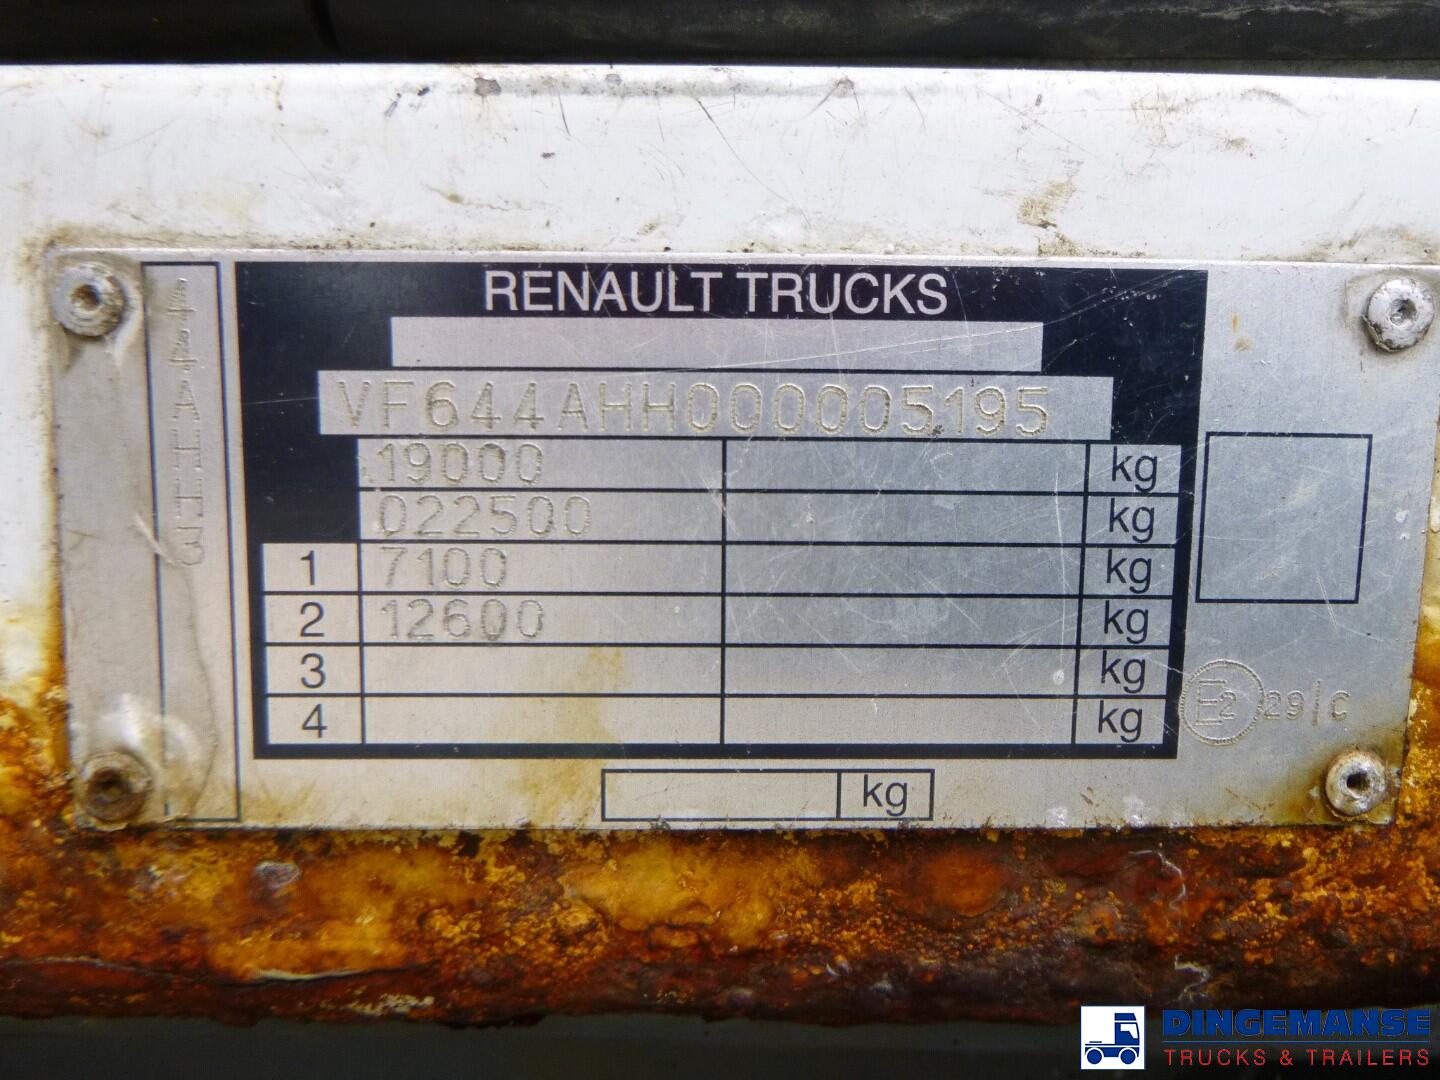 RENAULT TRUCKS
VF644AHH000005195
19000 kg
022500 kg
1 7100 kg
2 12600 kg
3 kg
4 kg
kg
E2 29/C
DINGEMANSE
TRUCKS & TRAILERS